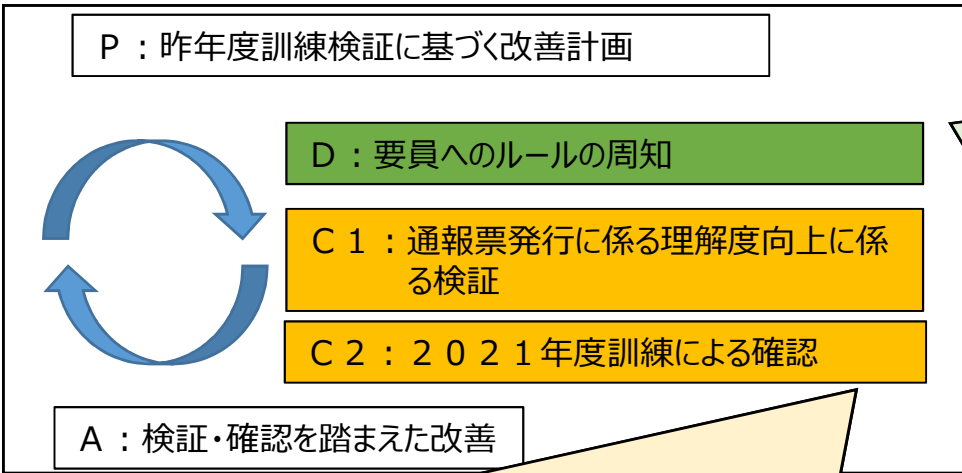 P：昨年度訓練検証に基づく改善計画
D：要員へのルールの周知
C1：通報票発行に係る理解度向上に係
る検証
C2：2021年度訓練による確認
A：検証・確認を踏まえた改善